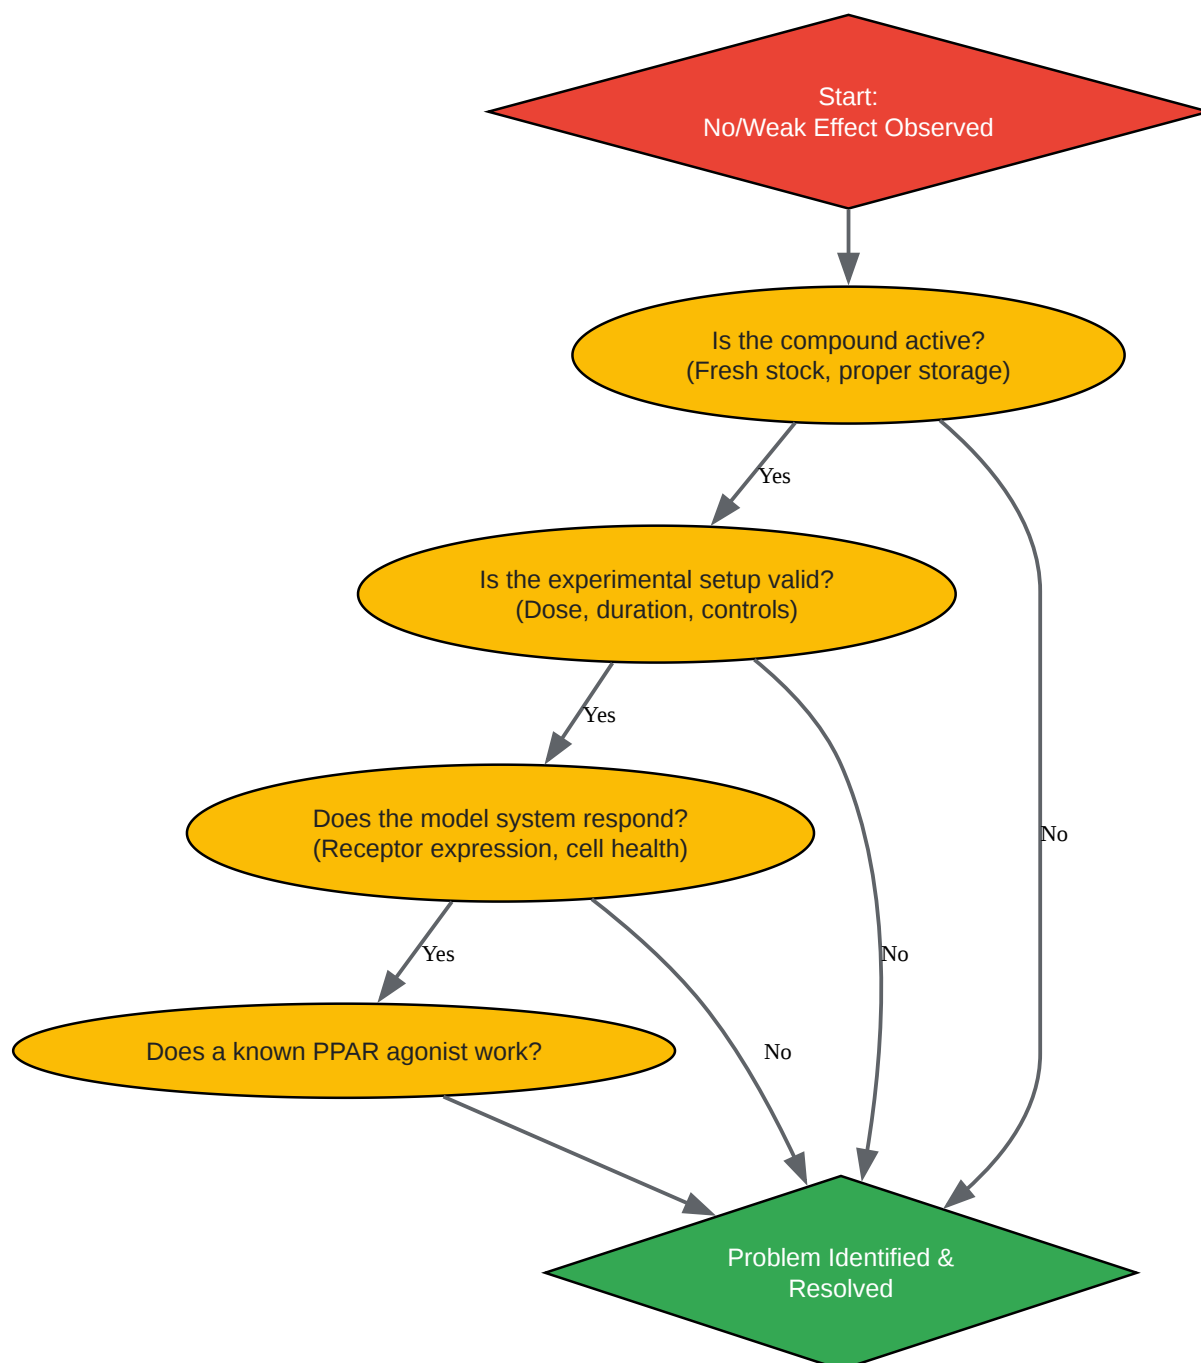 Start:
No/Weak Effect Observed
Is the compound active?
(Fresh stock, proper storage)
Yes
Is the experimental setup valid?
(Dose, duration, controls)
Yes
Does the model system respond?
(Receptor expression, cell health)
No
Yes
No
Does a known PPAR agonist work?
No
Problem Identified &
Resolved